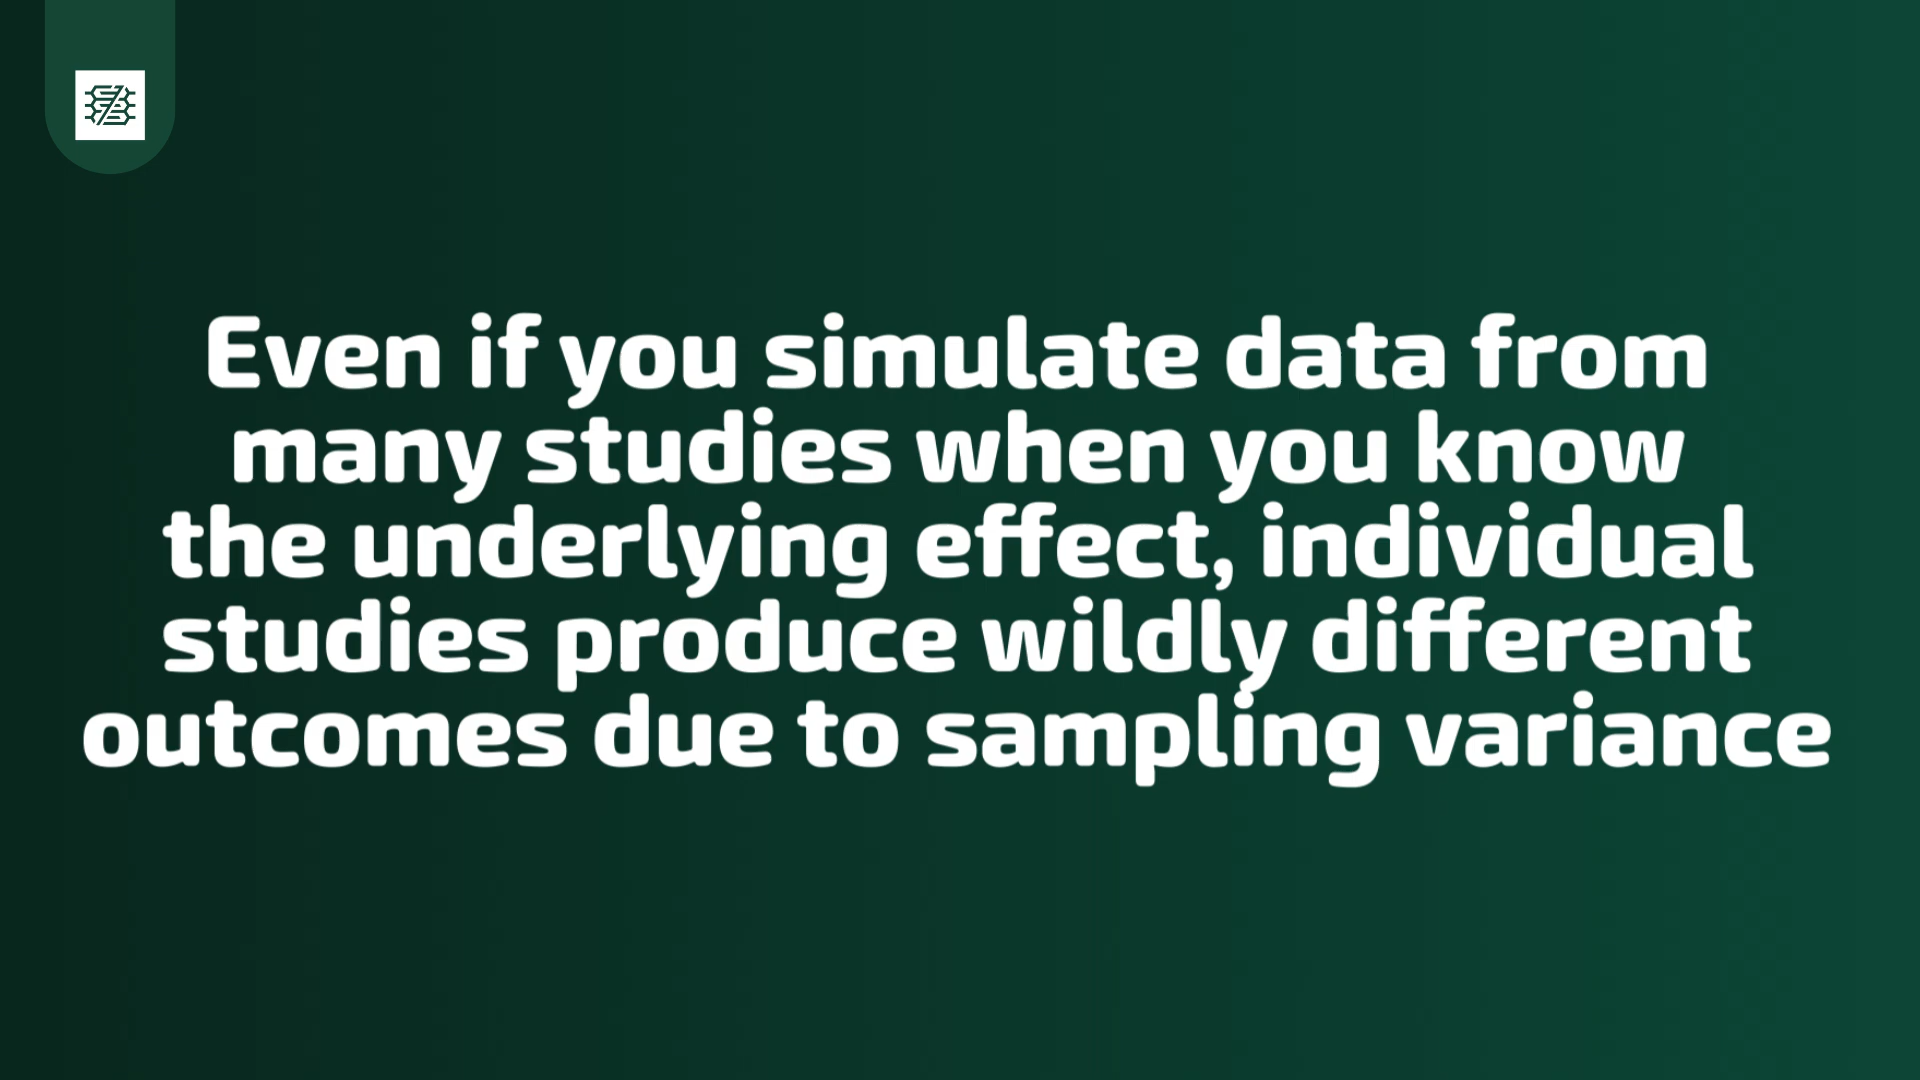 Even if you simulate data from
many studies when you know
the underlying effect, individual
studies produce wildly different
outcomes due to sampling variance